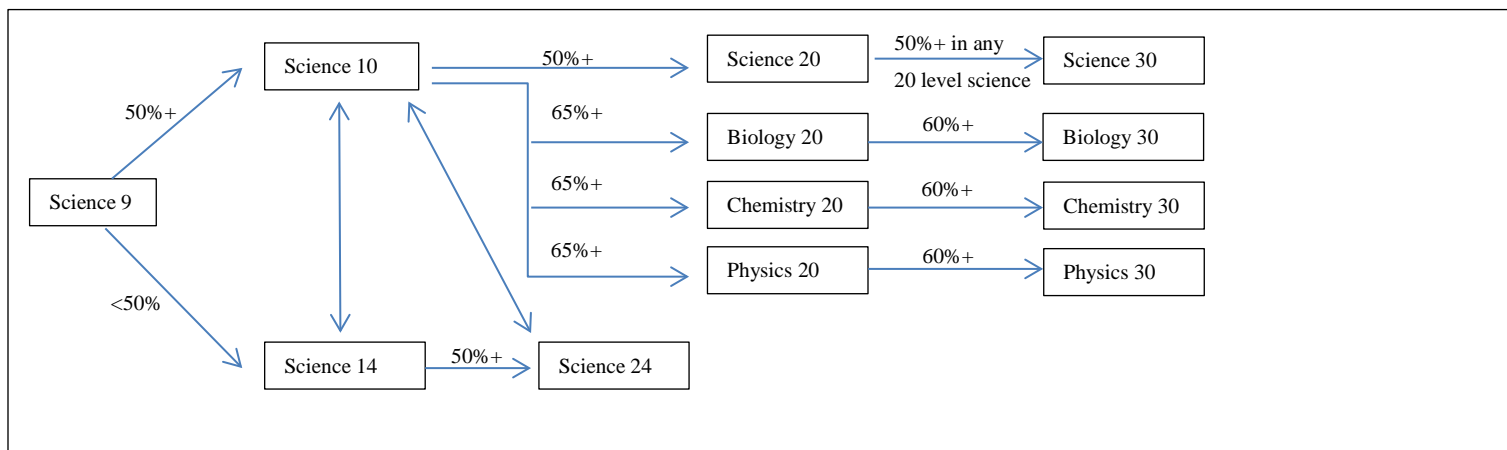 50%+ in any
Science 10
50%+
Science 20
Science 30
20 level science
50%+
65%+
60%+
Biology 20
Biology 30
Science 9
65%+
60%+
Chemistry 20
Chemistry 30
65%+
60%+
Physics 20
Physics 30
<50%
Science 14
50%+
Science 24